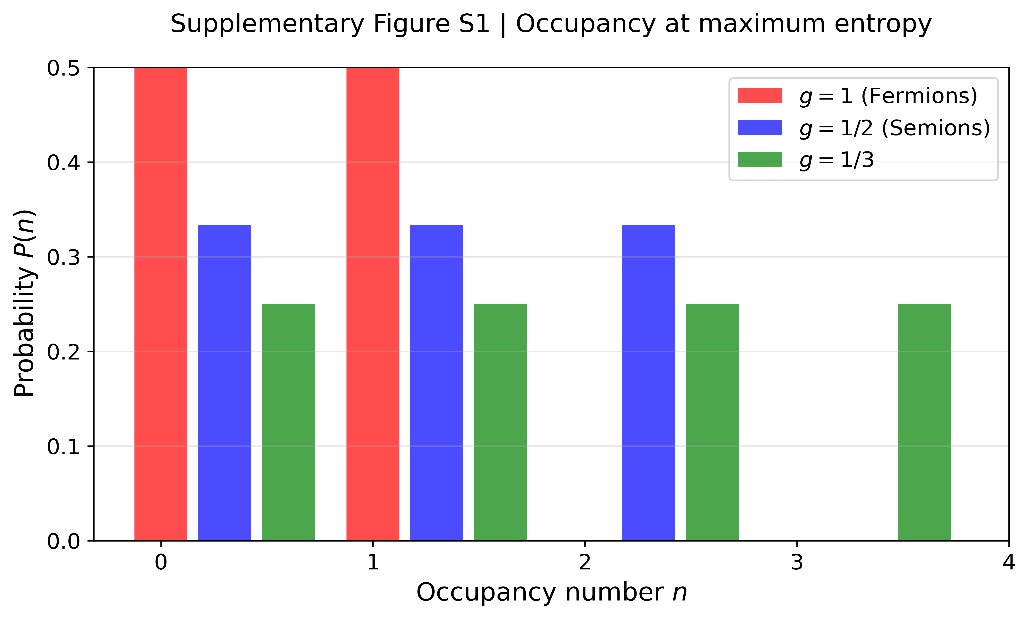 Supplementary Figure S1 | Occupancy at maximum entropy
g = 1 (Fermions)
g = 1/2 (Semions)
g = 1/3
Probability P(n)
0.5
0.4
0.3
0.2
0.1
0.0
0 1 2 3 4
Occupancy number n